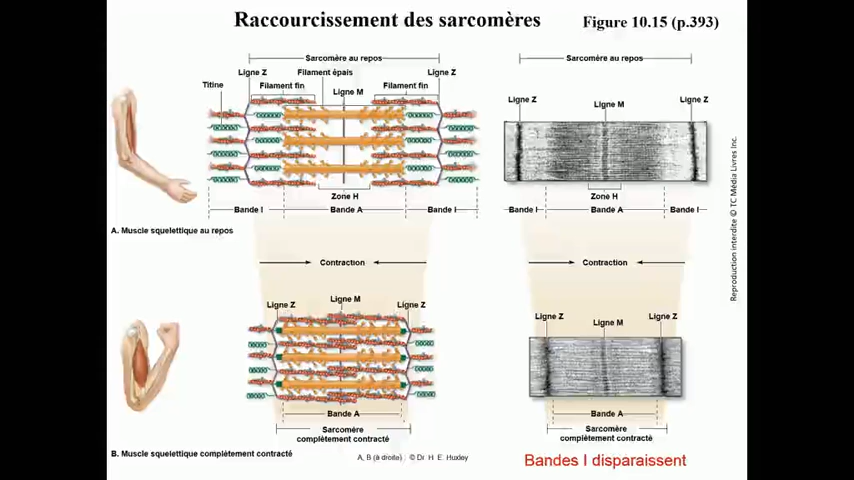 Raccourcissement des sarcomères
Figure 10.15 (p.393)
Sarcomère au repos
Ligne Z
Filament épais
Ligne Z
Titine
Filament fin
Ligne M
Filament fin
Zone H
Bande I
Bande A
Bande I
A. Muscle squelettique au repos
Sarcomère au repos
Ligne Z
Ligne M
Ligne Z
Zone H
Bande I
Bande A
Bande I
Contraction
Ligne Z
Ligne M
Ligne Z
Bande A
Sarcomère
complètement contracté
B. Muscle squelettique complètement contracté
A, B (à droite) : © Dr. H. E. Huxley
Contraction
Ligne Z
Ligne M
Ligne Z
Bande A
Sarcomère
complètement contracté
Bandes I disparaissent
Reproduction interdite © TC Média Livres Inc.